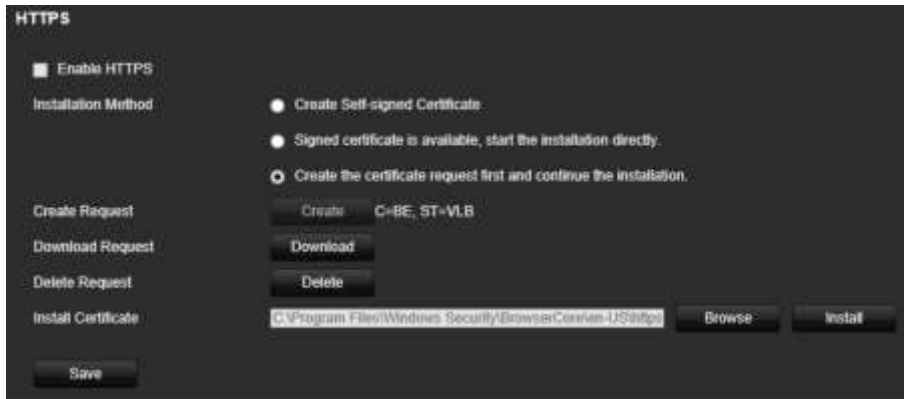 HTTPS
Enable HTTPS
Installation Method
Create Self-signed Certificate
Signed certificate is available, start the installation directly.
Create the certificate request first and continue the installation.
Create Request Create C=BE, ST=VLB
Download Request Download
Delete Request Delete
Install Certificate C:\Program Files\Windows Security\BrowserCore\en-US\https Browse Install
Save